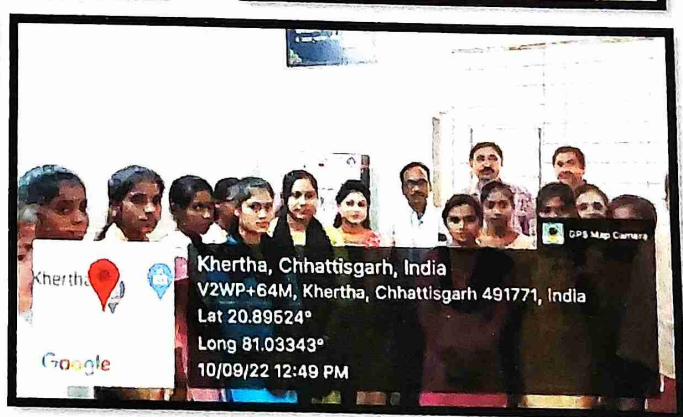 GPS Map Camera
Khertha
Khertha, Chhattisgarh, India
V2WP+64M, Khertha, Chhattisgarh 491771, India
Lat 20.89524°
Long 81.03343°
10/09/22 12:49 PM
Google